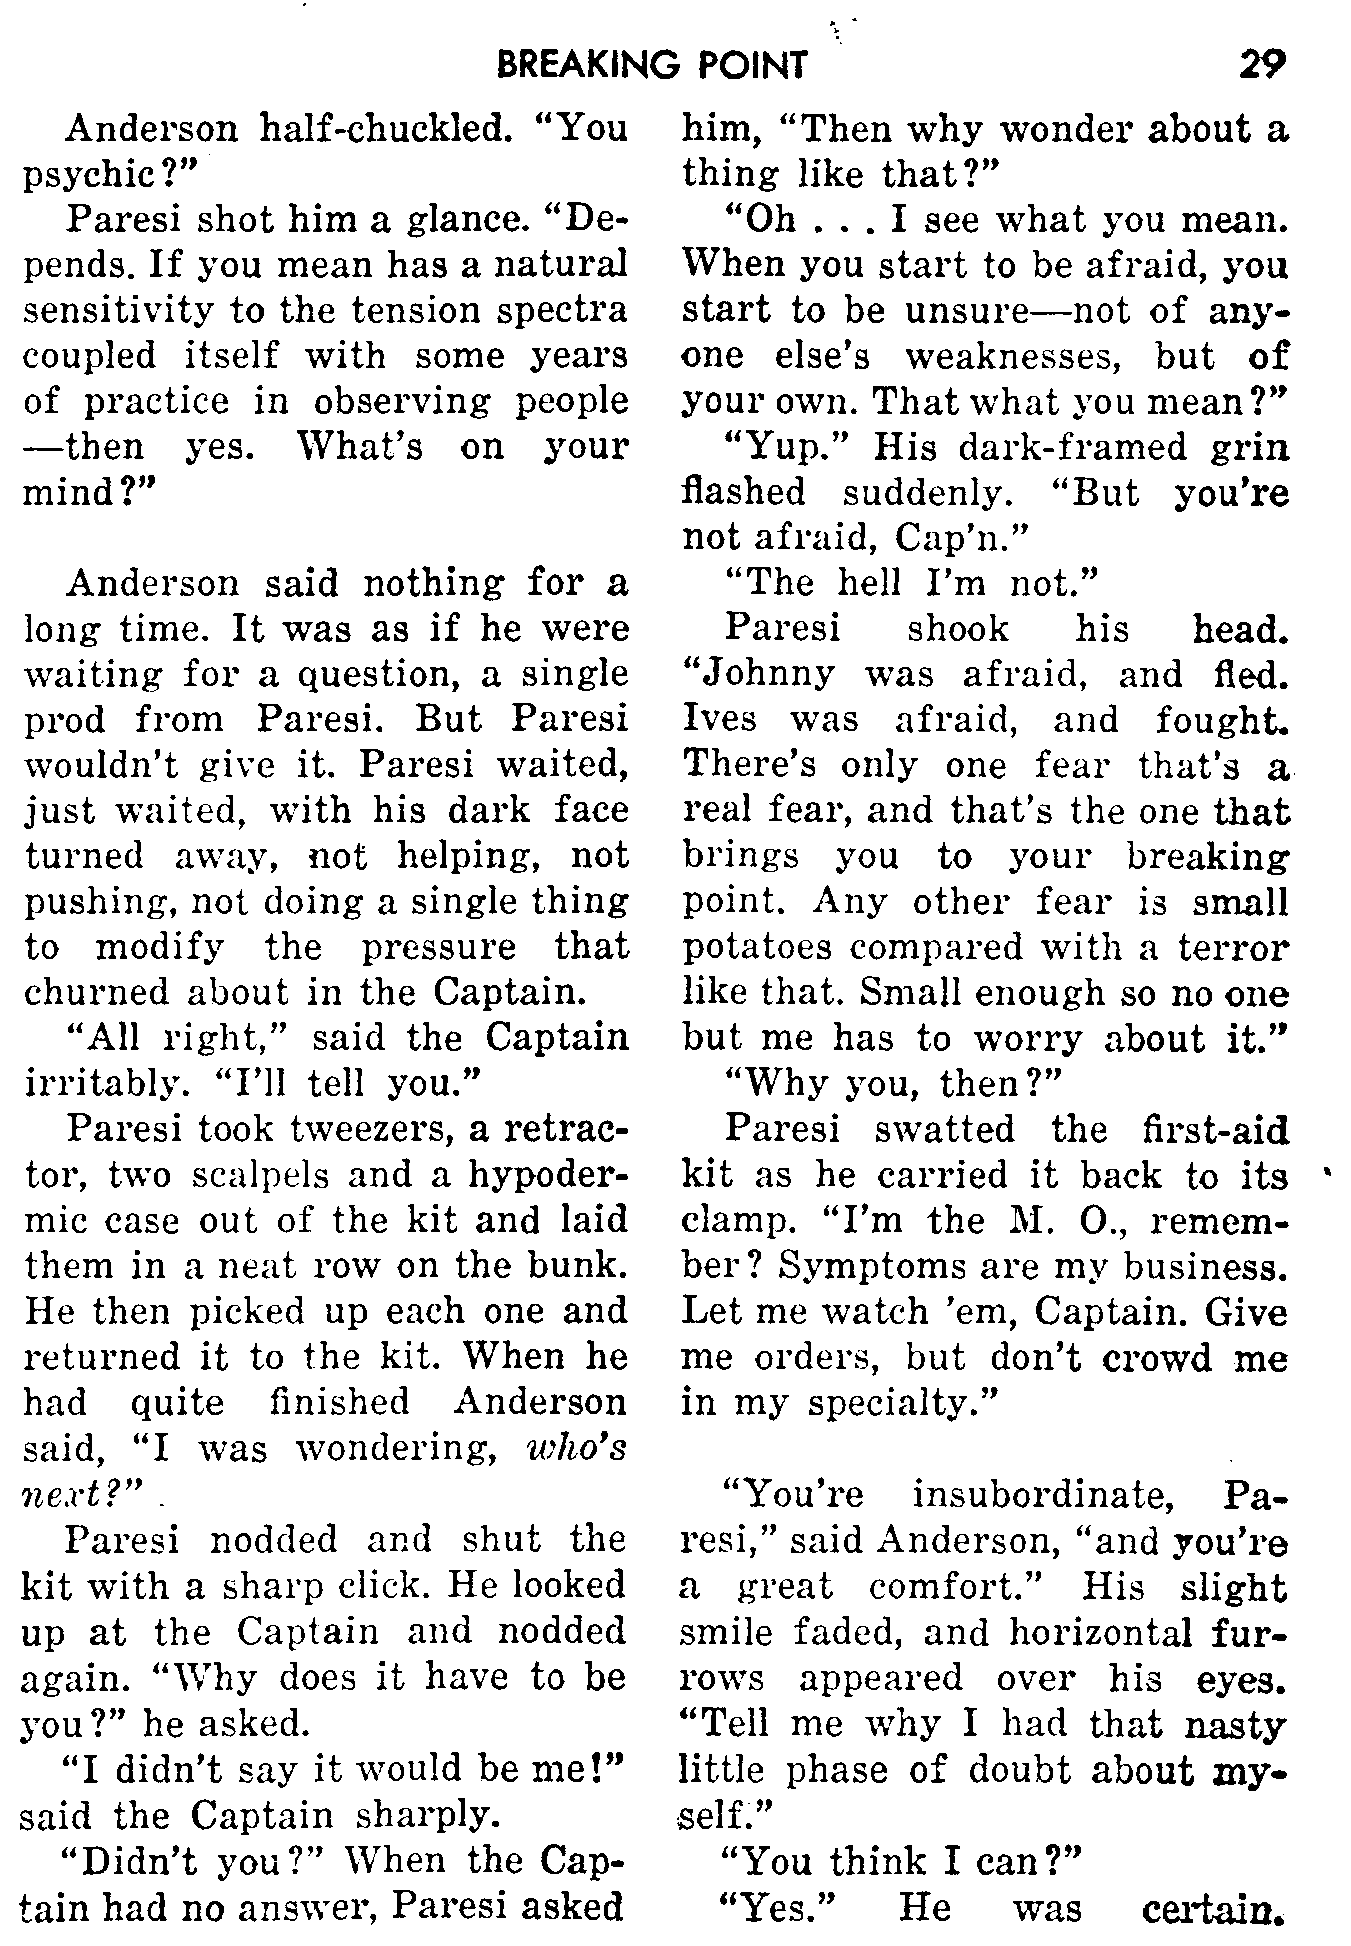 BREAKING POINT 29
Anderson half-chuckled. “You
psychic?”
Paresi shot him a glance. “De-
pends. If you mean has a natural
sensitivity to the tension spectra
coupled itself with some years
of practice in observing people
—then yes. What's on your
mind?”
Anderson said nothing for a
long time. It was as if he were
waiting for a question, a single
prod from Paresi. But Paresi
wouldn't give it. Paresi waited,
just waited, with his dark face
turned away, not helping, not
pushing, not doing a single thing
to modify the pressure that
churned about in the Captain.
“All right,” said the Captain
irritably. “I'll tell you.”
Paresi took tweezers, a retrac-
tor, two scalpels and a hypoder-
mic case out of the kit and laid
them in a neat row on the bunk.
He then picked up each one and
returned it to the kit. When he
had quite finished Anderson
said, “I was wondering, who's
next?”
Paresi nodded and shut the
kit with a sharp click. He looked
up at the Captain and nodded
again. “Why does it have to be
you?” he asked.
“I didn't say it would be me!”
said the Captain sharply.
“Didn't you?” When the Cap-
tain had no answer, Paresi asked
him, “Then why wonder about a
thing like that?”
“Oh . . . I see what you mean.
When you start to be afraid, you
start to be unsure—not of any-
one else's weaknesses, but of
your own. That what you mean?”
“Yup.” His dark-framed grin
flashed suddenly. “But you're
not afraid, Cap'n.”
“The hell I'm not.”
Paresi shook his head.
“Johnny was afraid, and fled.
Ives was afraid, and fought.
There's only one fear that's a
real fear, and that's the one that
brings you to your breaking
point. Any other fear is small
potatoes compared with a terror
like that. Small enough so no one
but me has to worry about it.”
“Why you, then?”
Paresi swatted the first-aid
kit as he carried it back to its
clamp. “I'm the M. O., remem-
ber? Symptoms are my business.
Let me watch 'em, Captain. Give
me orders, but don't crowd me
in my specialty.”
“You're insubordinate, Pa-
resi,” said Anderson, “and you're
a great comfort.” His slight
smile faded, and horizontal fur-
rows appeared over his eyes.
“Tell me why I had that nasty
little phase of doubt about my-
self.”
“You think I can?”
“Yes.” He was certain.